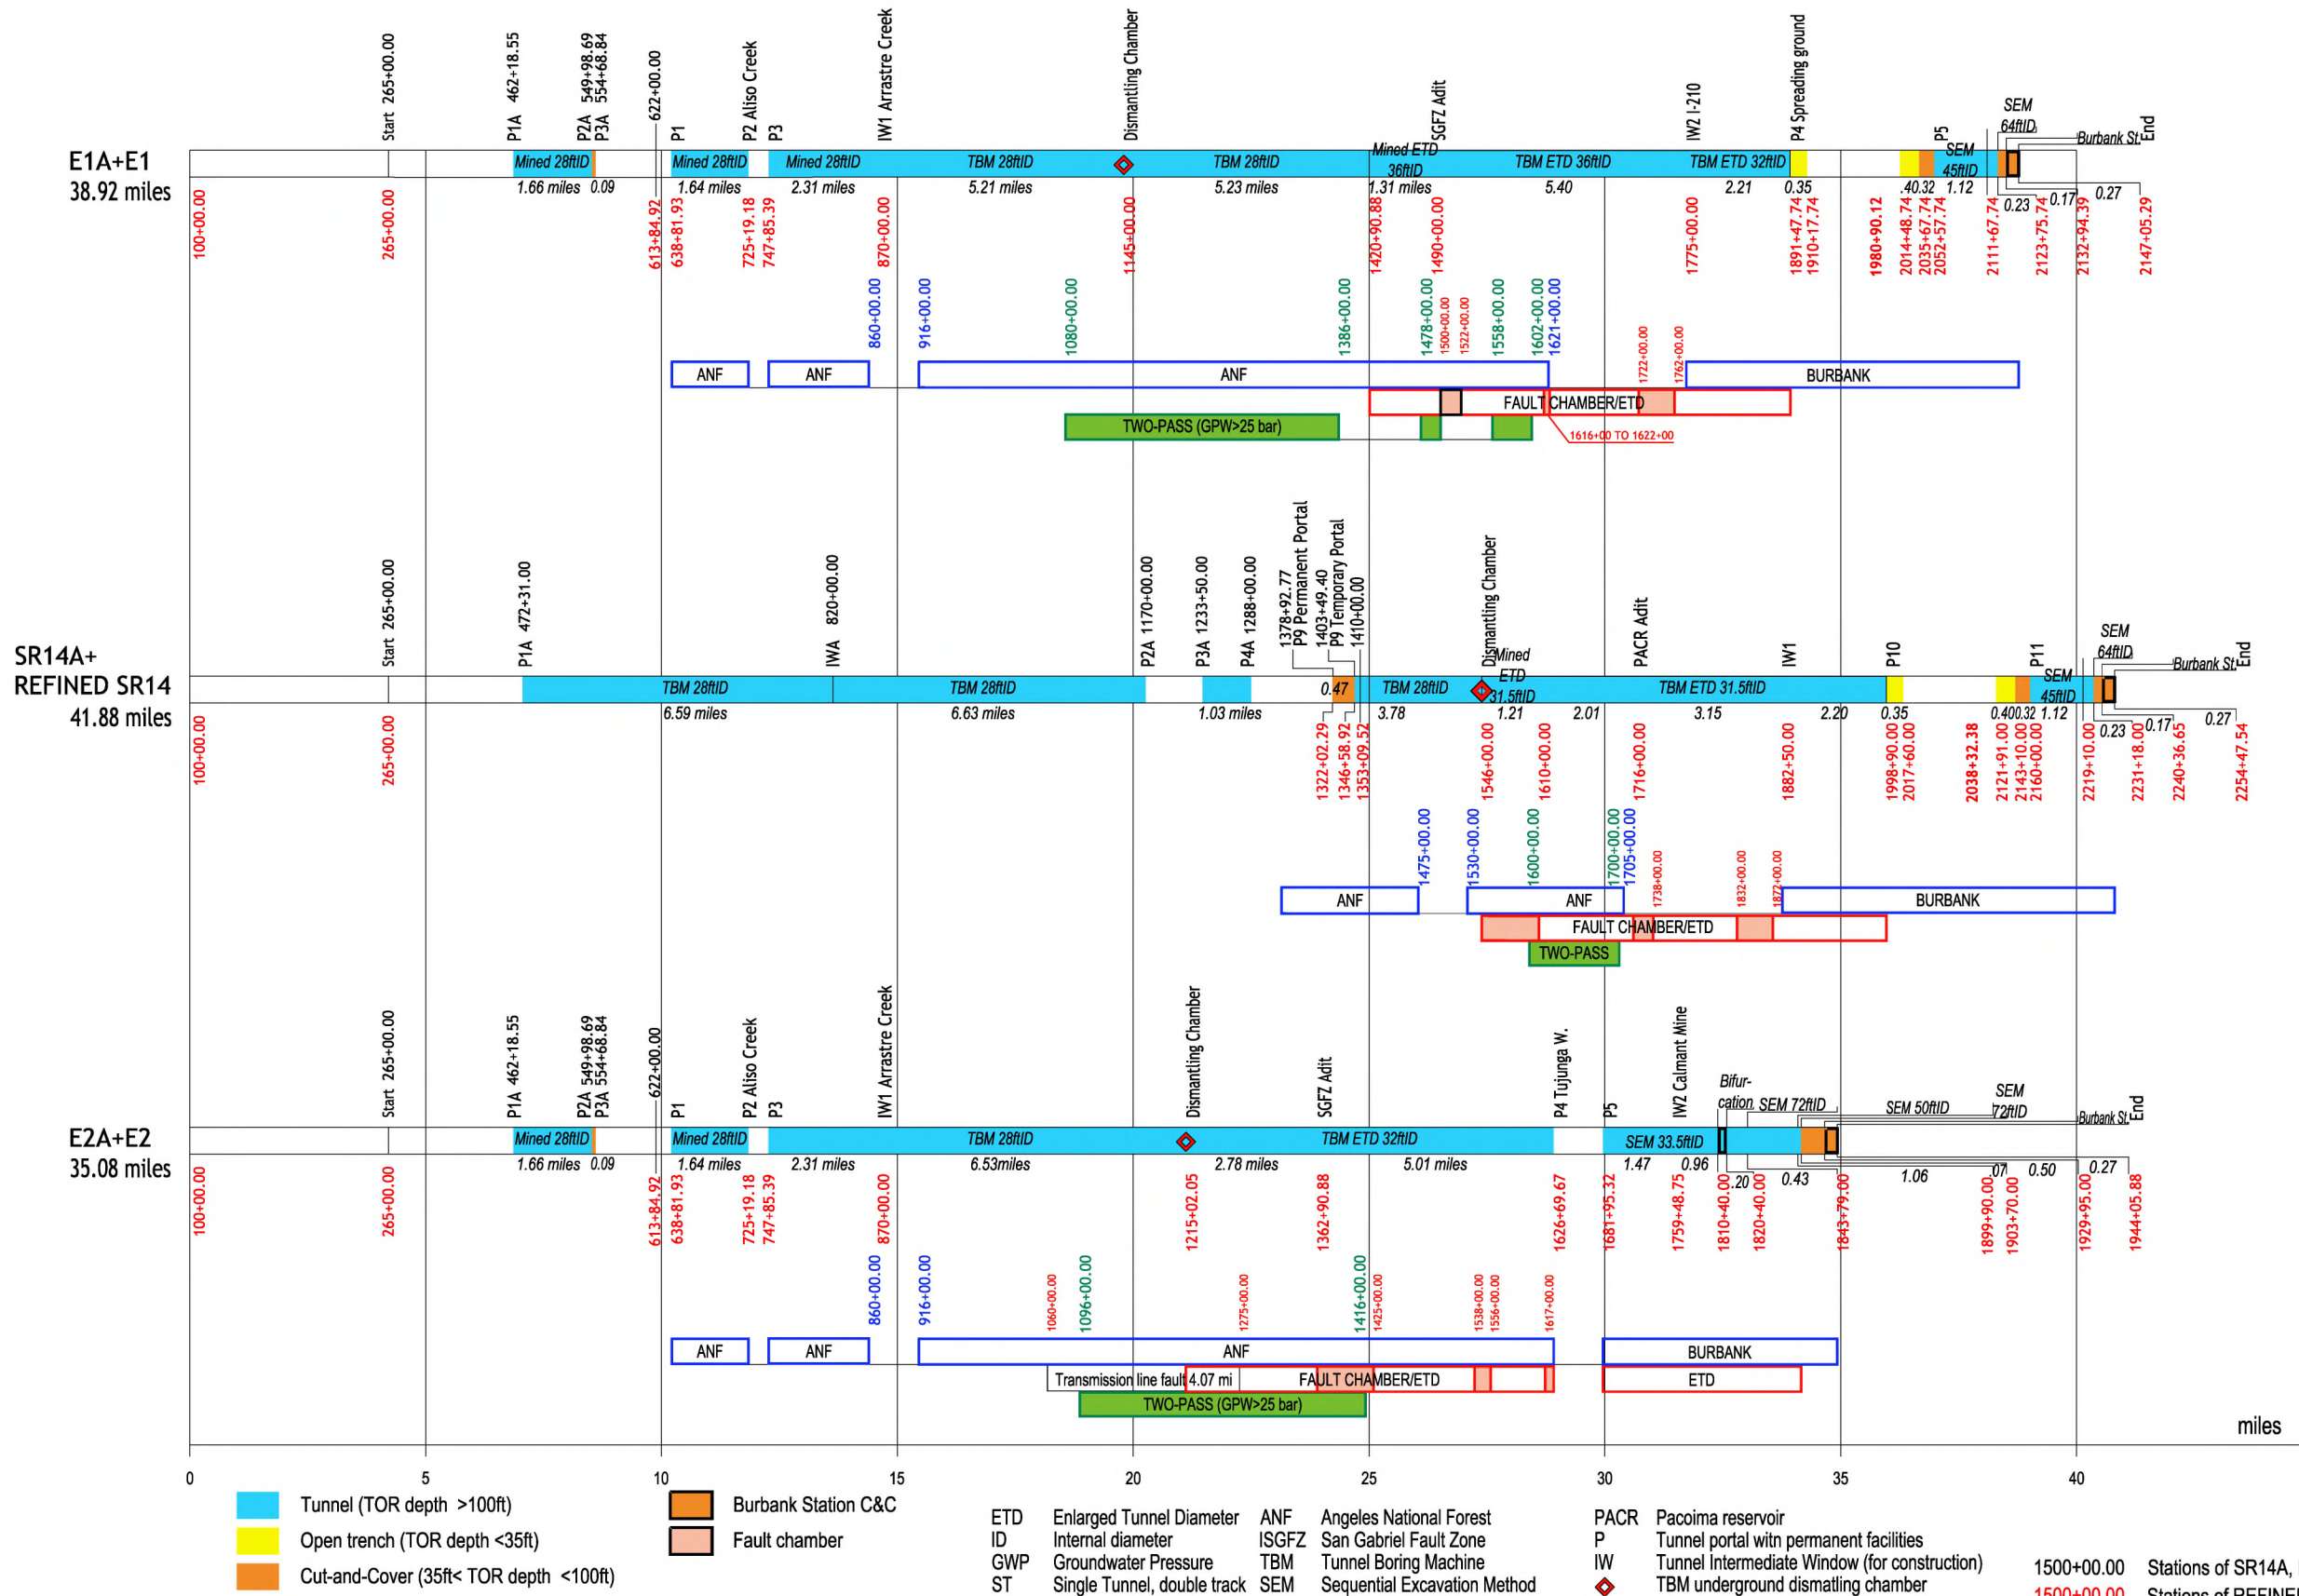 Start 265+00.00
P1A 462+18.55
P2A 549+98.69
P3A 554+68.84
622+00.00
P1
P2 Aliso Creek
P3
IW1 Arrastre Creek
Dismantling Chamber
SGFZ Adit
IW2 I-210
P4 Spreading ground
P5
SEM
64ftID
Burbank St.
End
E1A+E1
38.92 miles
Mined 28ftID
Mined 28ftID
Mined 28ftID
TBM 28ftID
TBM 28ftID
Mined ETD
36ftID
TBM ETD 36ftID
TBM ETD 32ftID
SEM
45ftID
1.66 miles
0.09
1.64 miles
2.31 miles
5.21 miles
5.23 miles
1.31 miles
5.40
2.21
0.35
.40
0.32
1.12
0.23
0.17
0.27
100+00.00
265+00.00
613+84.92
638+81.93
725+19.18
747+85.39
870+00.00
1145+00.00
1420+90.88
1490+00.00
1775+00.00
1891+47.74
1910+17.74
1980+90.12
2014+48.74
2035+67.74
2052+57.74
2111+67.74
2123+75.74
2132+94.39
2147+05.29
860+00.00
916+00.00
1080+00.00
1386+00.00
1478+00.00
1500+00.00
1522+00.00
1558+00.00
1602+00.00
1621+00.00
1722+00.00
1762+00.00
ANF
ANF
ANF
BURBANK
FAULT CHAMBER/ETD
TWO-PASS (GPW>25 bar)
1616+00 TO 1622+00
Start 265+00.00
P1A 472+31.00
IWA 820+00.00
P2A 1170+00.00
P3A 1233+50.00
P4A 1288+00.00
1378+92.77
P9 Permanent Portal
1403+49.40
P9 Temporary Portal
1410+00.00
Dismantling Chamber
PACR Adit
IW1
P10
P11
SEM
64ftID
Burbank St.
End
SR14A+
REFINED SR14
41.88 miles
TBM 28ftID
TBM 28ftID
0.47
TBM 28ftID
Mined
ETD
31.5ftID
TBM ETD 31.5ftID
SEM
45ftID
6.59 miles
6.63 miles
1.03 miles
3.78
1.21
2.01
3.15
2.20
0.35
0.40
0.32
1.12
0.23
0.17
0.27
100+00.00
265+00.00
1322+02.29
1346+58.92
1353+09.52
1546+00.00
1610+00.00
1716+00.00
1882+50.00
1998+90.00
2017+60.00
2038+32.38
2121+91.00
2143+10.00
2160+00.00
2219+10.00
2231+18.00
2240+36.65
2254+47.54
1475+00.00
1530+00.00
1600+00.00
1700+00.00
1705+00.00
1738+00.00
1832+00.00
1872+00.00
ANF
ANF
BURBANK
FAULT CHAMBER/ETD
TWO-PASS
Start 265+00.00
P1A 462+18.55
P2A 549+98.69
P3A 554+68.84
622+00.00
P1
P2 Aliso Creek
P3
IW1 Arrastre Creek
Dismantling Chamber
SGFZ Adit
P4 Tujunga W.
P5
IW2 Calmant Mine
Bifur-
cation
SEM 72ftID
SEM 50ftID
SEM
72ftID
Burbank St.
End
E2A+E2
35.08 miles
Mined 28ftID
Mined 28ftID
TBM 28ftID
TBM ETD 32ftID
SEM 33.5ftID
1.66 miles
0.09
1.64 miles
2.31 miles
6.53miles
2.78 miles
5.01 miles
1.47
0.96
.20
0.43
1.06
.07
0.50
0.27
100+00.00
265+00.00
613+84.92
638+81.93
725+19.18
747+85.39
870+00.00
1215+02.05
1362+90.88
1626+69.67
1681+95.32
1759+48.75
1810+40.00
1820+40.00
1843+79.00
1899+90.00
1903+70.00
1929+95.00
1944+05.88
860+00.00
916+00.00
1060+00.00
1096+00.00
1275+00.00
1416+00.00
1425+00.00
1538+00.00
1556+00.00
1617+00.00
ANF
ANF
ANF
BURBANK
Transmission line fault 4.07 mi
FAULT CHAMBER/ETD
ETD
TWO-PASS (GPW>25 bar)
miles
0 5 10 15 20 25 30 35 40
Tunnel (TOR depth >100ft)
Open trench (TOR depth <35ft)
Cut-and-Cover (35ft< TOR depth <100ft)
Burbank Station C&C
Fault chamber
ETD Enlarged Tunnel Diameter
ID Internal diameter
GWP Groundwater Pressure
ST Single Tunnel, double track
ANF Angeles National Forest
ISGFZ San Gabriel Fault Zone
TBM Tunnel Boring Machine
SEM Sequential Excavation Method
PACR Pacoima reservoir
P Tunnel portal witn permanent facilities
IW Tunnel Intermediate Window (for construction)
TBM underground dismatling chamber
1500+00.00 Stations of SR14A,
1500+00.00 Stations of REFINE